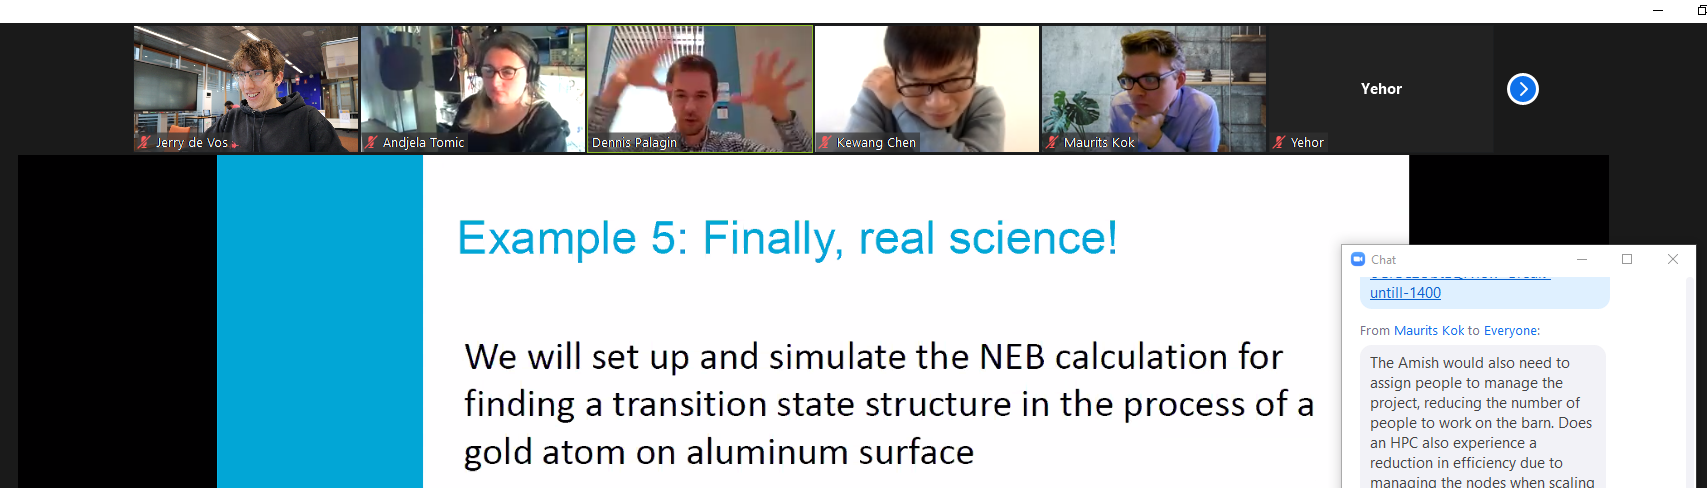 Jerry de Vos
Andjela Tomic
Dennis Palagin
Kewang Chen
Maurits Kok
Yehor
Yehor
Example 5: Finally, real science!
We will set up and simulate the NEB calculation for
finding a transition state structure in the process of a
gold atom on aluminum surface
Chat
untill-1400
From Maurits Kok to Everyone:
The Amish would also need to
assign people to manage the
project, reducing the number of
people to work on the barn. Does
an HPC also experience a
reduction in efficiency due to
managing the nodes when scaling